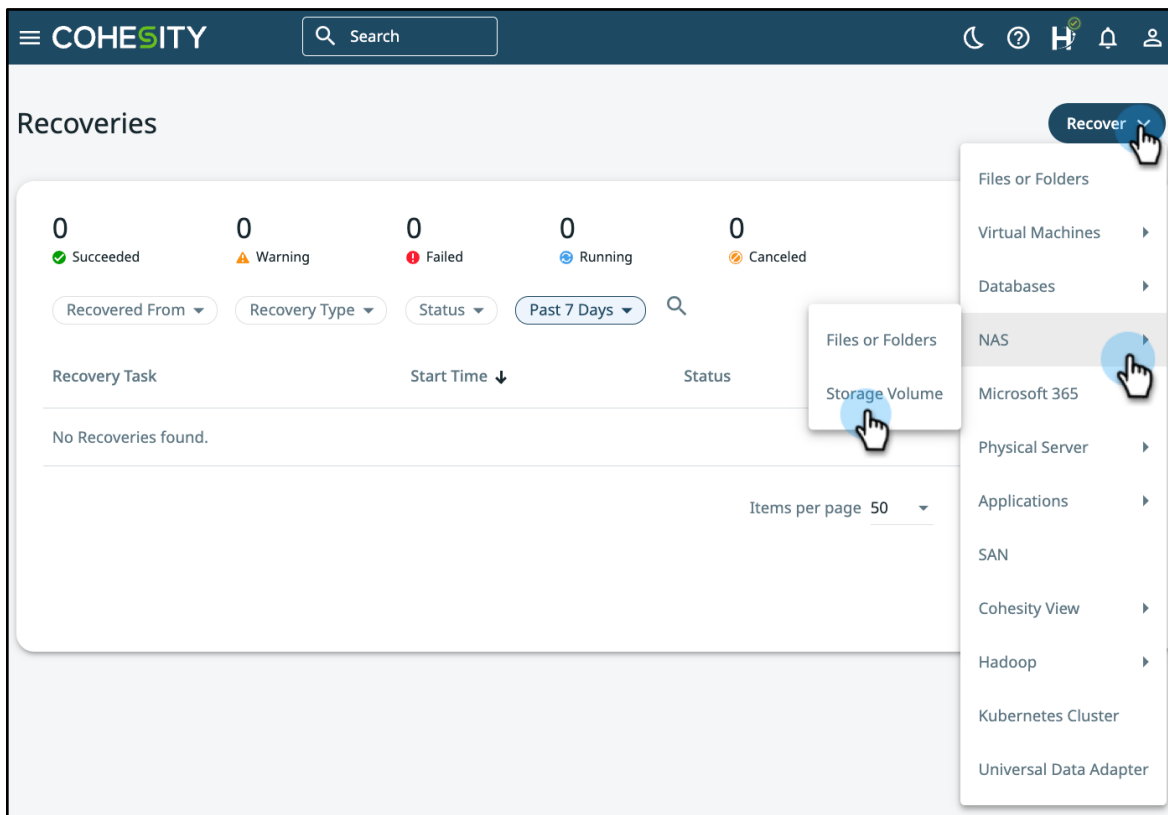 COHESITY
Search
H
Recoveries
Recover
0
Succeeded
0
Warning
0
Failed
0
Running
0
Canceled
Recovered From
Recovery Type
Status
Past 7 Days
Recovery Task
Start Time
Status
No Recoveries found.
Items per page 50
Files or Folders
Virtual Machines
Databases
NAS
Files or Folders
Storage Volume
Microsoft 365
Physical Server
Applications
SAN
Cohesity View
Hadoop
Kubernetes Cluster
Universal Data Adapter